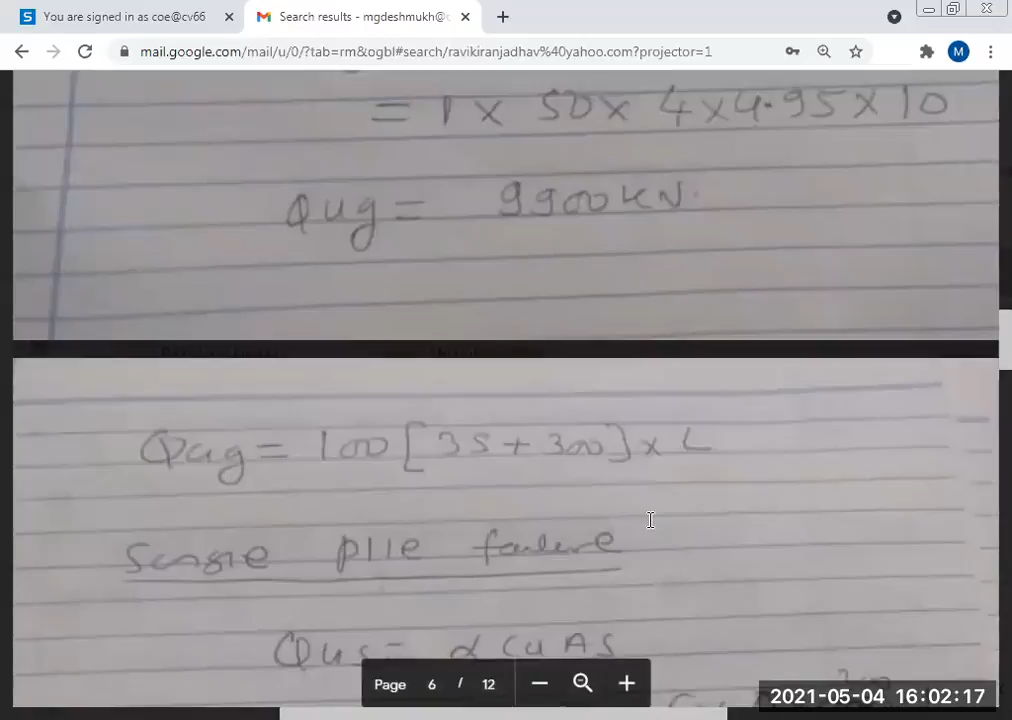 You are signed in as coe@cv66
Search results - mgdeshmukh@c
mail.google.com/mail/u/0/?tab=rm&ogbl#search/ravikiranjadhav%40yahoo.com?projector=1
M
= 1 x 50 x 4 x 4.95 x 10
Qug = 9900 kN.
Qug = 100 [3S + 300] x L
Single pile failure
Qus = α Cu AS
Page 6 / 12
2021-05-04 16:02:17